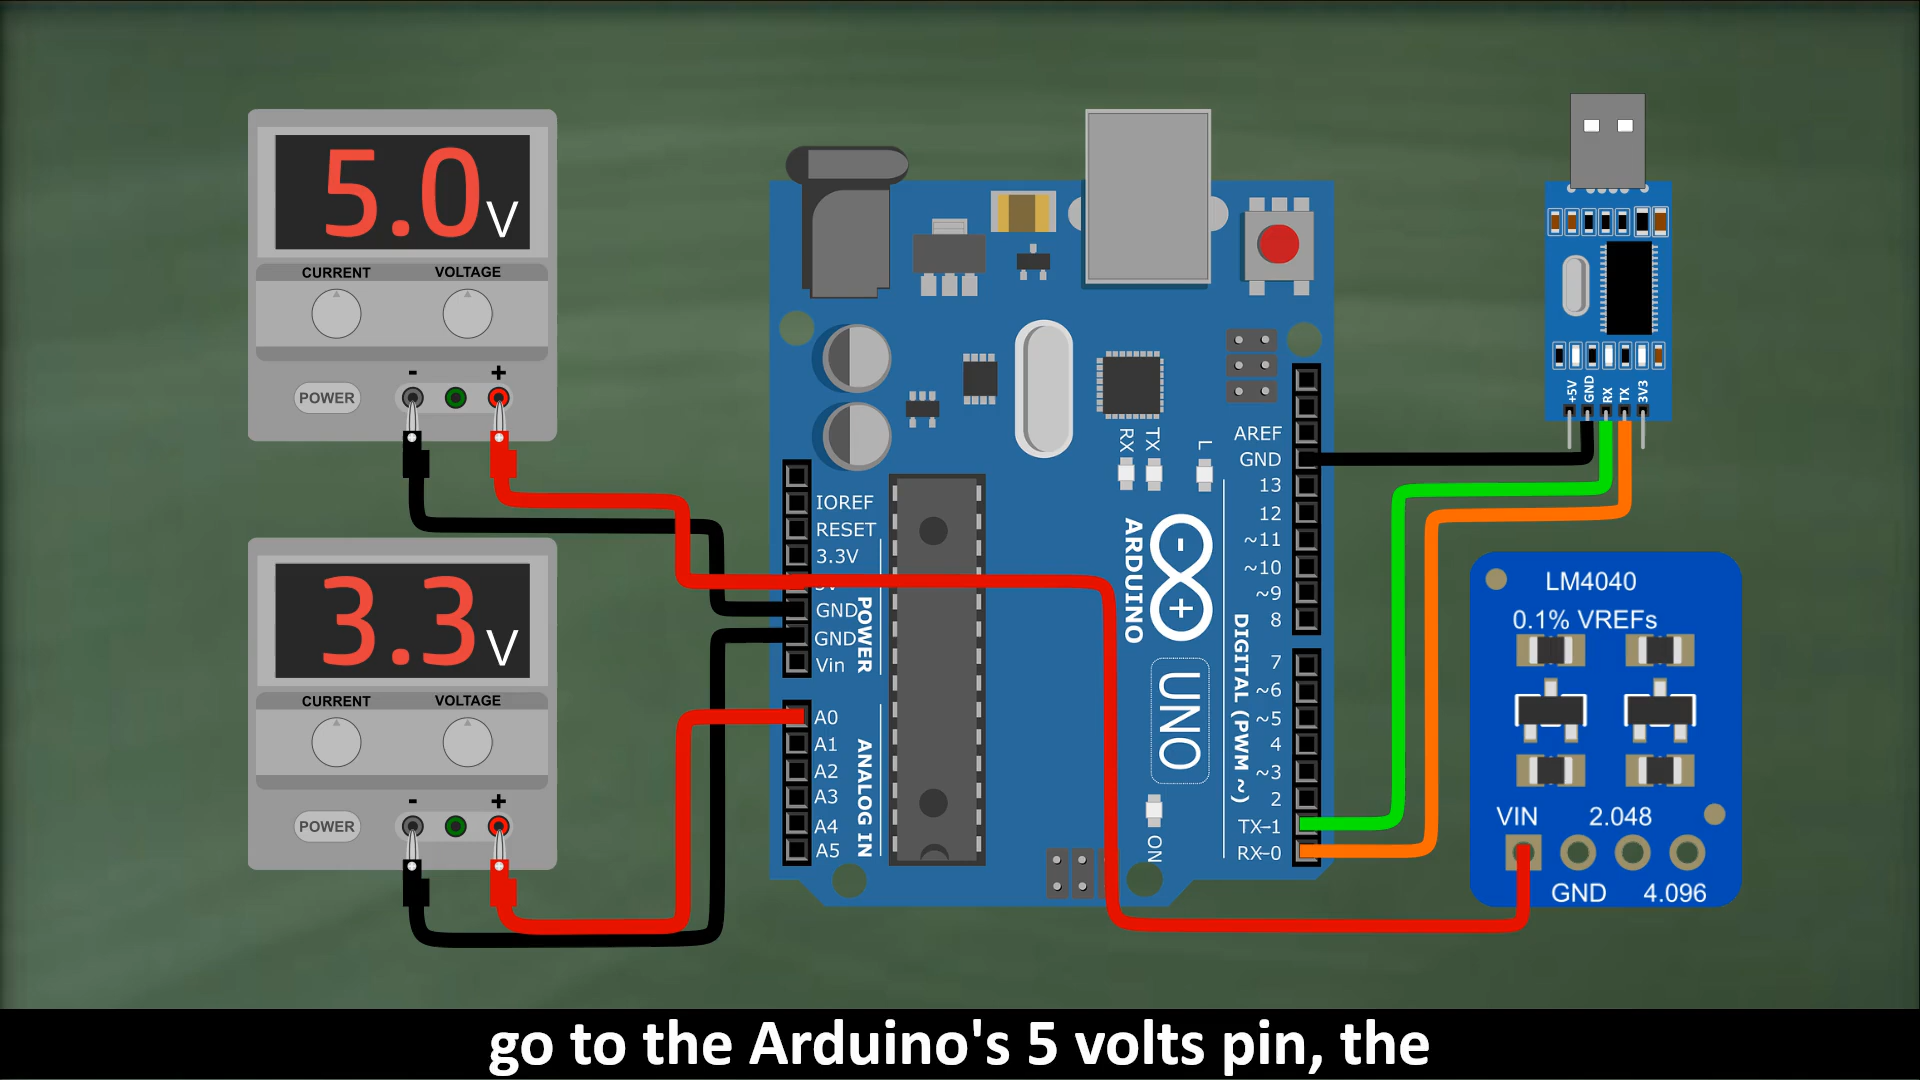 5.0 V
CURRENT VOLTAGE
- +
POWER
3.3 V
CURRENT VOLTAGE
- +
POWER
RX TX L
IOREF
RESET
3.3V
5V
GND
GND
Vin
POWER
A0
A1
A2
A3
A4
A5
ANALOG IN
ARDUINO
- +
UNO
ON
AREF
GND
13
12
~11
~10
~9
8
7
~6
~5
4
~3
2
TX-1
RX-0
DIGITAL (PWM ~)
+5V GND RX TX 3V3
LM4040
0.1% VREFs
VIN 2.048
GND 4.096
go to the Arduino's 5 volts pin, the